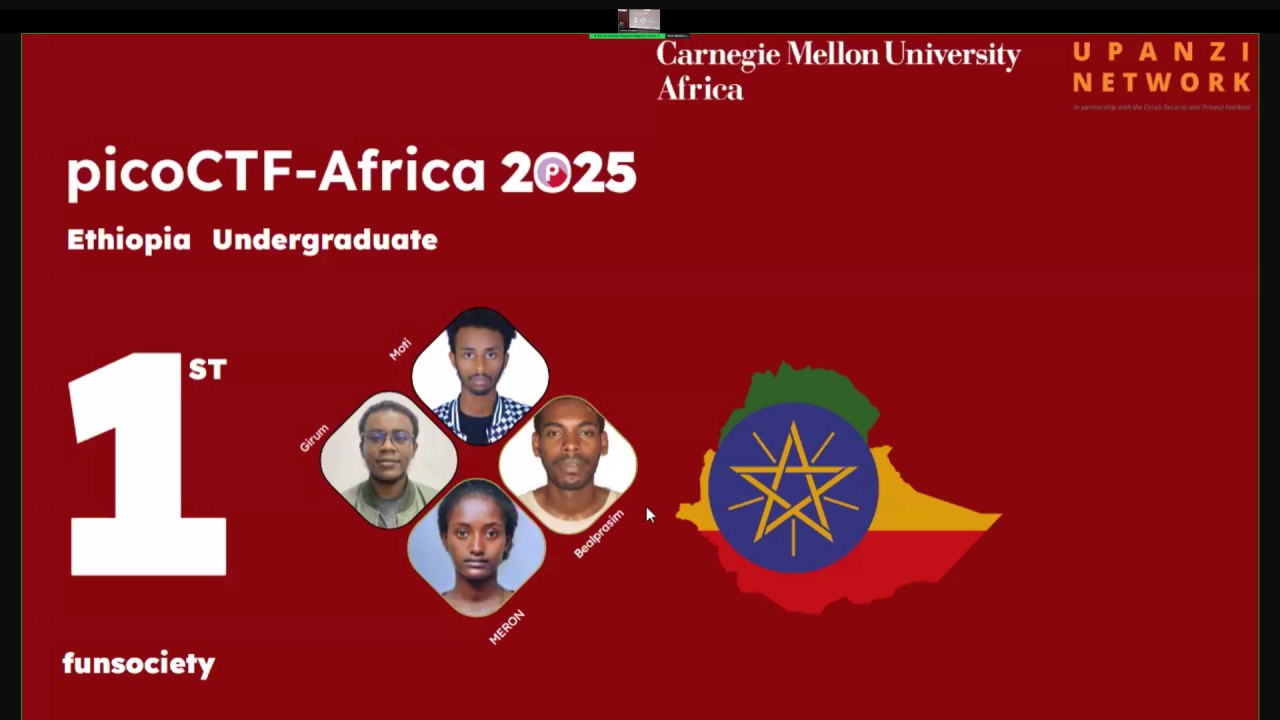 Carnegie Mellon University
Africa
UPANZI
NETWORK
In partnership with the CyLab Security and Privacy Institute
picoCTF-Africa 2025
Ethiopia Undergraduate
1ST
Moti
Girum
Bealprasim
MERON
funsociety